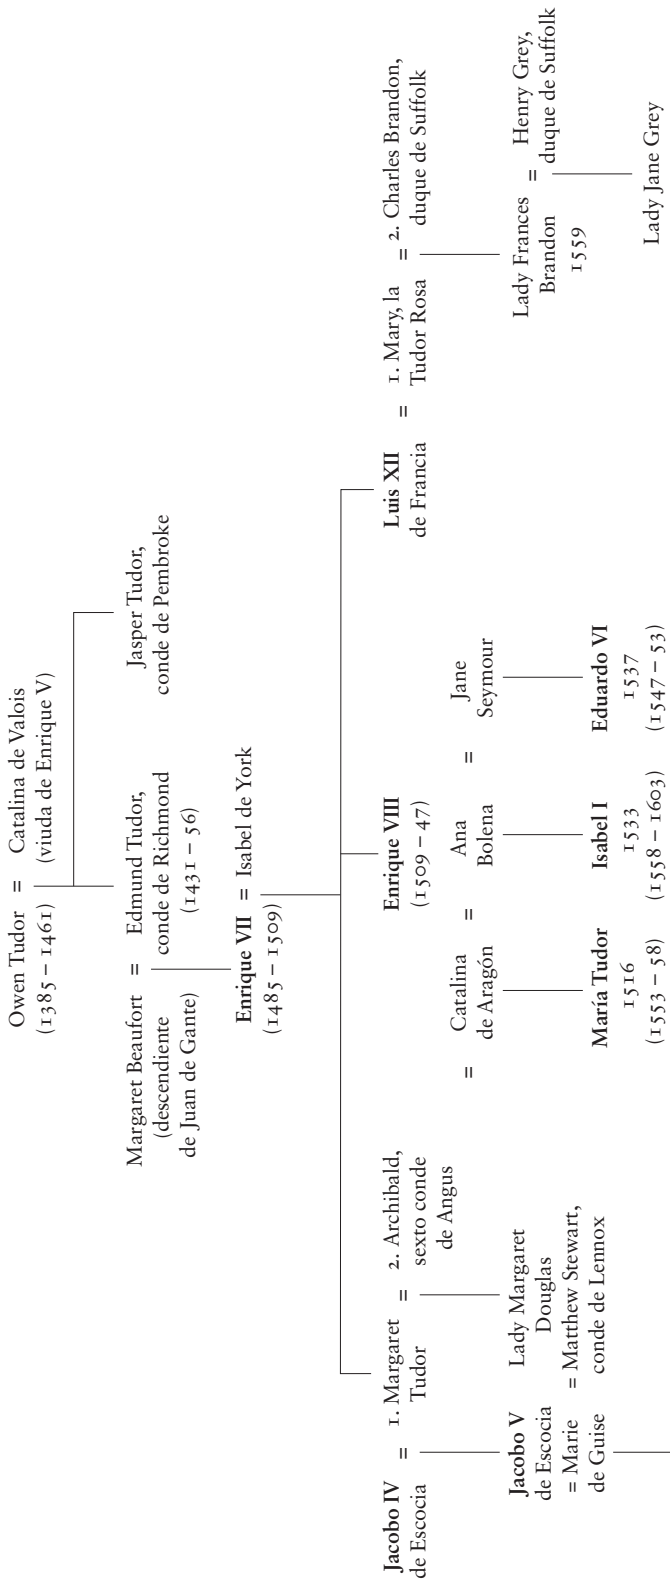 Owen Tudor = Catalina de Valois
(1385 – 1461) (viuda de Enrique V)
Margaret Beaufort = Edmund Tudor,
(descendiente conde de Richmond
de Juan de Gante) (1431 – 56)
Jasper Tudor,
conde de Pembroke
Enrique VII = Isabel de York
(1485 – 1509)
Jacobo IV = 1. Margaret = 2. Archibald,
de Escocia Tudor sexto conde
de Angus
Enrique VIII
(1509 – 47)
Luis XII = 1. Mary, la = 2. Charles Brandon,
de Francia Tudor Rosa duque de Suffolk
= Catalina = Ana = Jane
de Aragón Bolena Seymour
Jacobo V
de Escocia
= Marie
de Guise
Lady Margaret
Douglas
= Matthew Stewart,
conde de Lennox
María Tudor
1516
(1553 – 58)
Isabel I
1533
(1558 – 1603)
Eduardo VI
1537
(1547 – 53)
Lady Frances = Henry Grey,
Brandon duque de Suffolk
1559
Lady Jane Grey